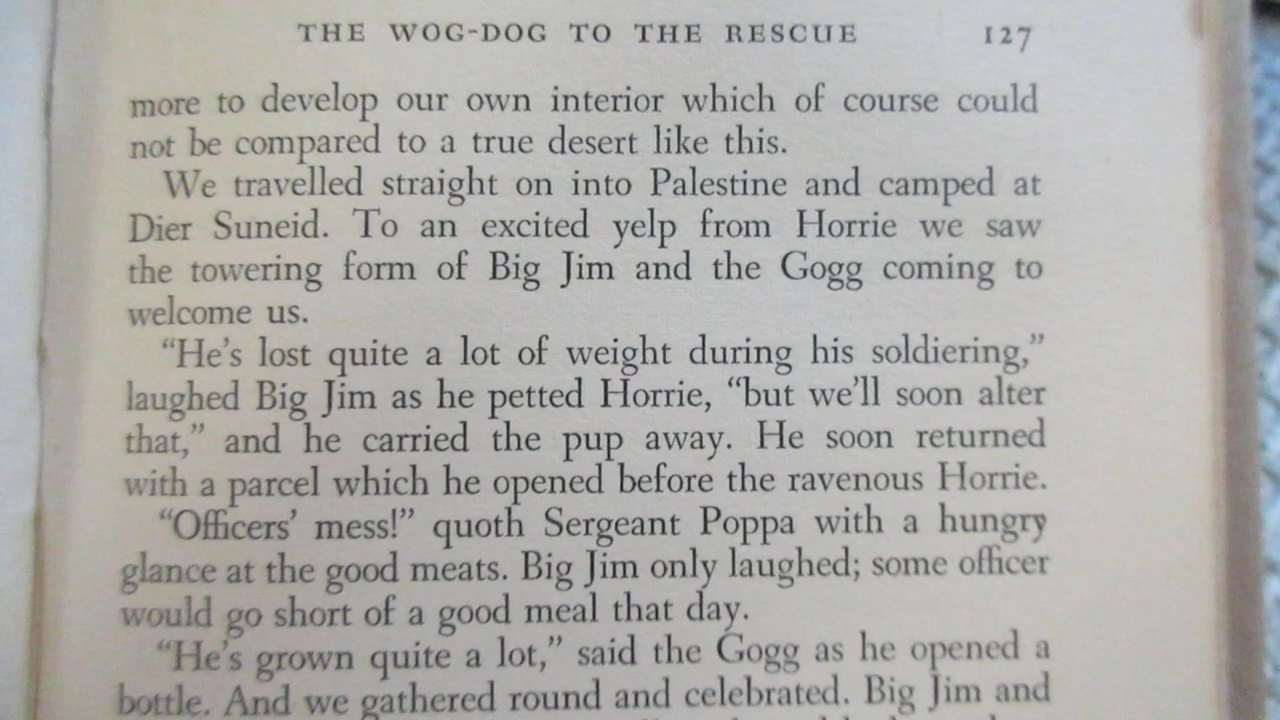 THE WOG-DOG TO THE RESCUE 127
more to develop our own interior which of course could
not be compared to a true desert like this.
We travelled straight on into Palestine and camped at
Dier Suneid. To an excited yelp from Horrie we saw
the towering form of Big Jim and the Gogg coming to
welcome us.
“He’s lost quite a lot of weight during his soldiering,”
laughed Big Jim as he petted Horrie, “but we’ll soon alter
that,” and he carried the pup away. He soon returned
with a parcel which he opened before the ravenous Horrie.
“Officers’ mess!” quoth Sergeant Poppa with a hungry
glance at the good meats. Big Jim only laughed; some officer
would go short of a good meal that day.
“He’s grown quite a lot,” said the Gogg as he opened a
bottle. And we gathered round and celebrated. Big Jim and